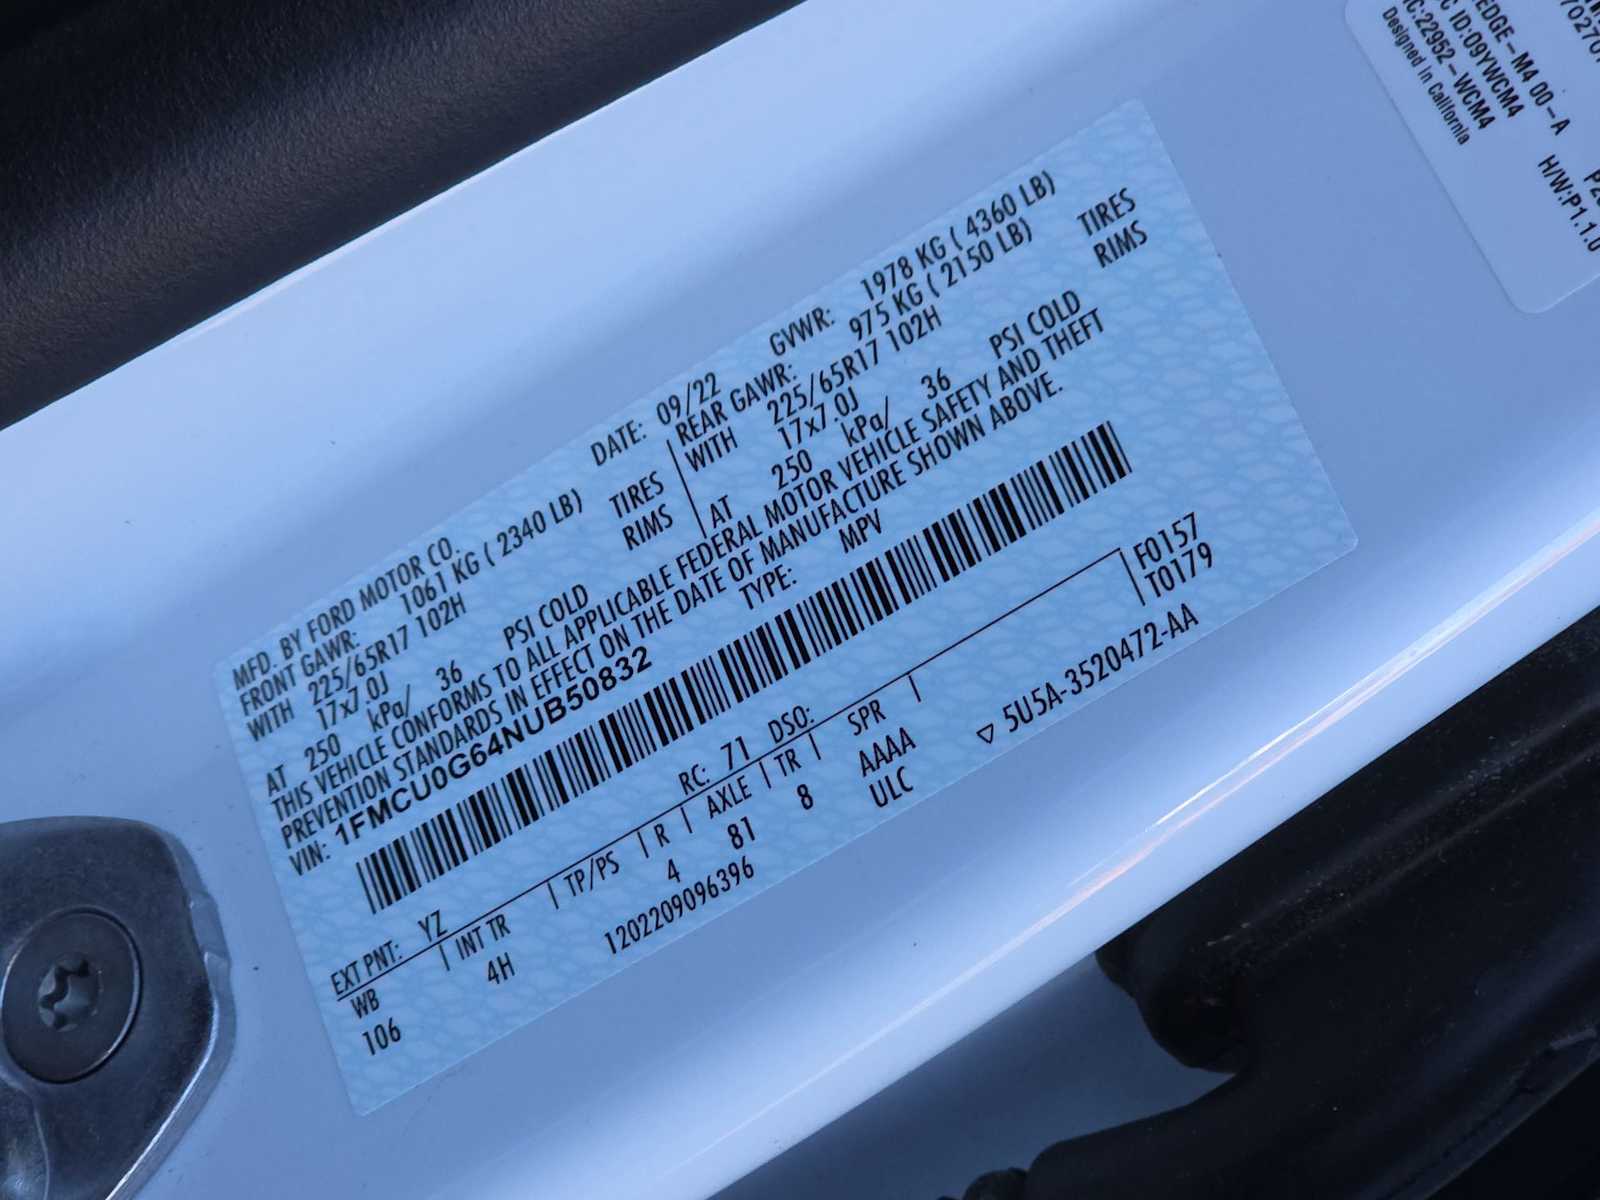 MFD. BY FORD MOTOR CO.
DATE: 09/22 GVWR: 1978 KG ( 4360 LB)
FRONT GAWR: 1061 KG ( 2340 LB) REAR GAWR: 975 KG ( 2150 LB)
WITH 225/65R17 102H TIRES WITH 225/65R17 102H TIRES
17x7.0J RIMS 17x7.0J RIMS
AT 250 kPa/ 36 PSI COLD AT 250 kPa/ 36 PSI COLD
THIS VEHICLE CONFORMS TO ALL APPLICABLE FEDERAL MOTOR VEHICLE SAFETY AND THEFT
PREVENTION STANDARDS IN EFFECT ON THE DATE OF MANUFACTURE SHOWN ABOVE.
VIN: 1FMCU0G64NUB50832 TYPE: MPV
F0157
T0179
EXT PNT: YZ RC: 71 DSO:
WB INT TR TP/PS R AXLE TR SPR
106 4H 4 81 8 AAAA
ULC
1202209096396
▽ 5U5A-3520472-AA
EDGE-M4 00-A
C ID:O9YWCM4
IC:22952-WCM4
Designed in California
H/W:P1.1.0